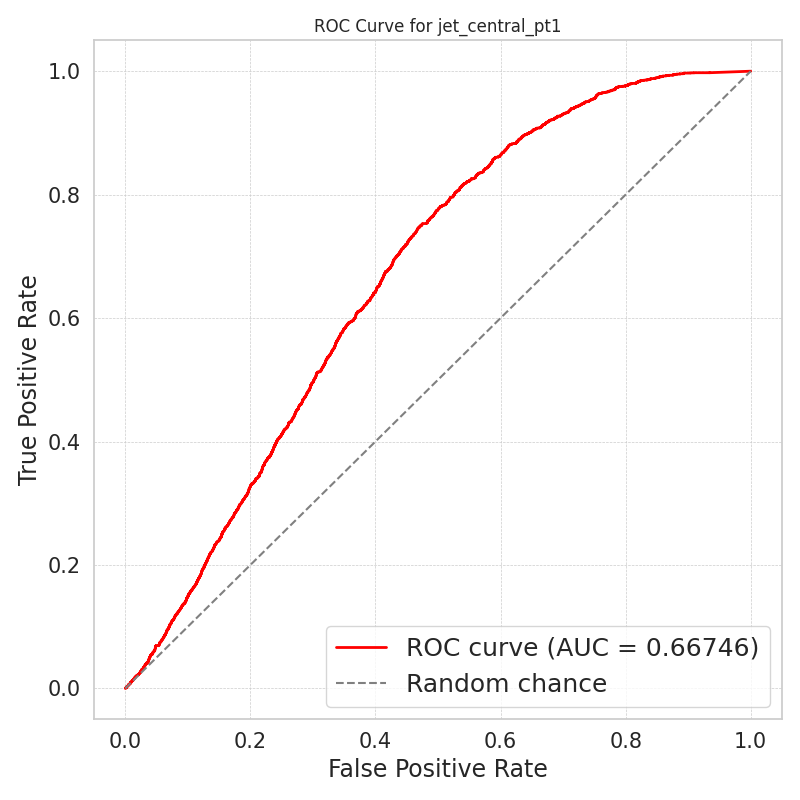 ROC Curve for jet_central_pt1
True Positive Rate
1.0
0.8
0.6
0.4
0.2
0.0
ROC curve (AUC = 0.66746)
Random chance
0.0 0.2 0.4 0.6 0.8 1.0
False Positive Rate